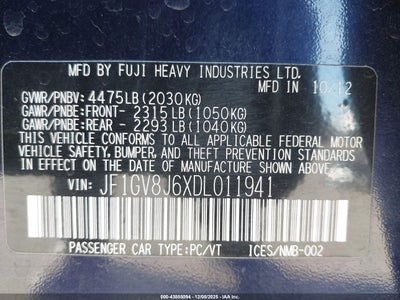 MFD BY FUJI HEAVY INDUSTRIES LTD.
IN 10/12
GVWR/PNBV: 4475LB (2030KG)
GAWR/PNBE:FRONT- 2315LB (1050KG)
GAWR/PNBE:REAR - 2293LB (1040KG)
THIS VEHICLE CONFORMS TO ALL APPLICABLE FEDERAL MOTOR
VEHICLE SAFETY, BUMPER, AND THEFT PREVENTION STANDARDS
IN EFFECT ON THE DATE OF MANUFACTURE SHOWN ABOVE.
VIN: JF1GV8J6XDL011941
PASSENGER CAR TYPE:PC/VT ICES/NMB-002
000-43888084 - 12/08/2025 - IAA Inc.